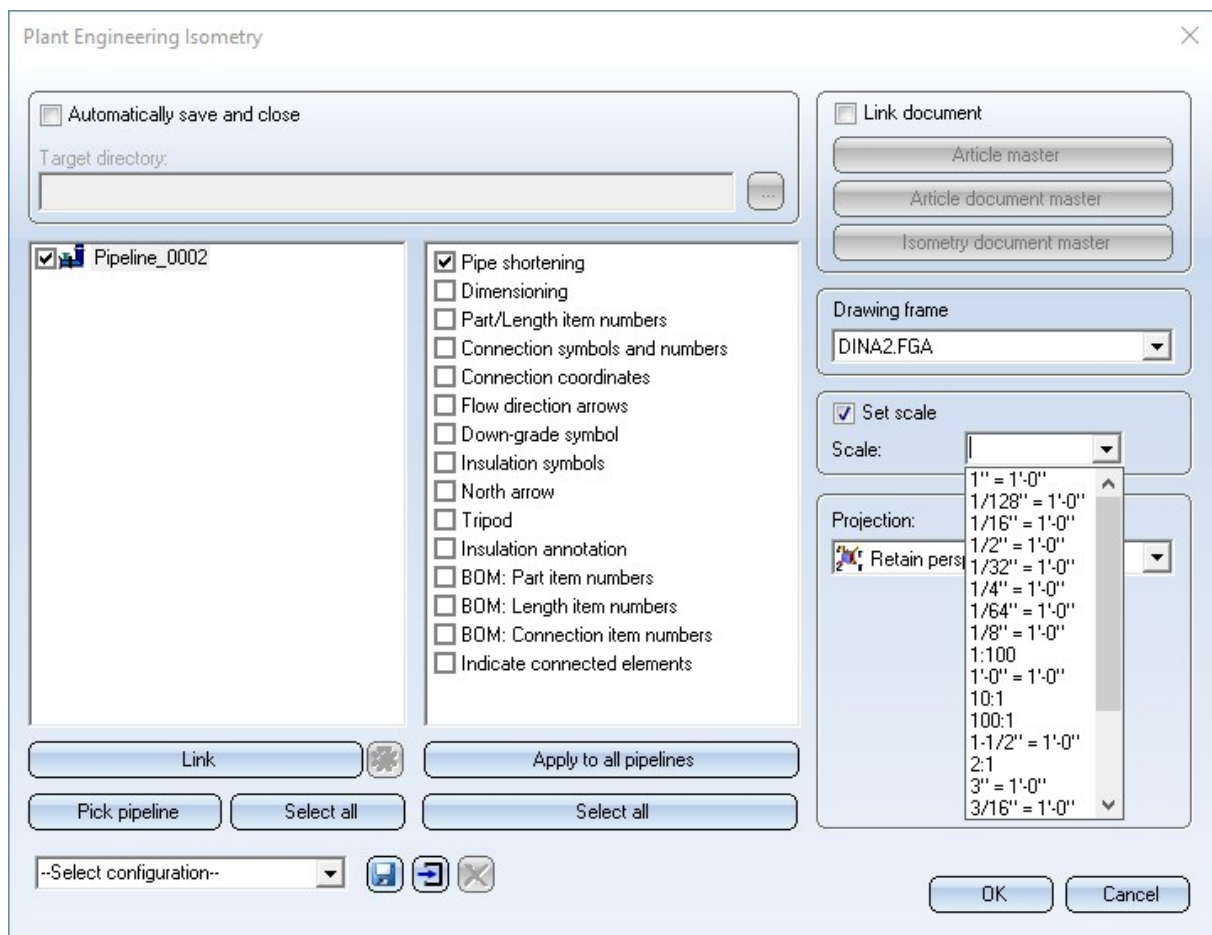 Plant Engineering Isometry
Automatically save and close
Target directory:
...
Link document
Article master
Article document master
Isometry document master
Pipeline_0002
Pipe shortening
Dimensioning
Part/Length item numbers
Connection symbols and numbers
Connection coordinates
Flow direction arrows
Down-grade symbol
Insulation symbols
North arrow
Tripod
Insulation annotation
BOM: Part item numbers
BOM: Length item numbers
BOM: Connection item numbers
Indicate connected elements
Drawing frame
DINA2.FGA
Set scale
Scale:
1'' = 1'-0''
1/128'' = 1'-0''
1/16'' = 1'-0''
1/2'' = 1'-0''
1/32'' = 1'-0''
1/4'' = 1'-0''
1/64'' = 1'-0''
1/8'' = 1'-0''
1:100
1'-0'' = 1'-0''
10:1
100:1
1-1/2'' = 1'-0''
2:1
3'' = 1'-0''
3/16'' = 1'-0''
Projection:
Retain
Link
Apply to all pipelines
Pick pipeline
Select all
Select all
--Select configuration--
OK
Cancel